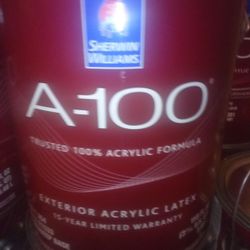 SHERWIN
WILLIAMS
A-100
TRUSTED 100% ACRYLIC FORMULA
EXTERIOR ACRYLIC LATEX
15-YEAR LIMITED WARRANTY